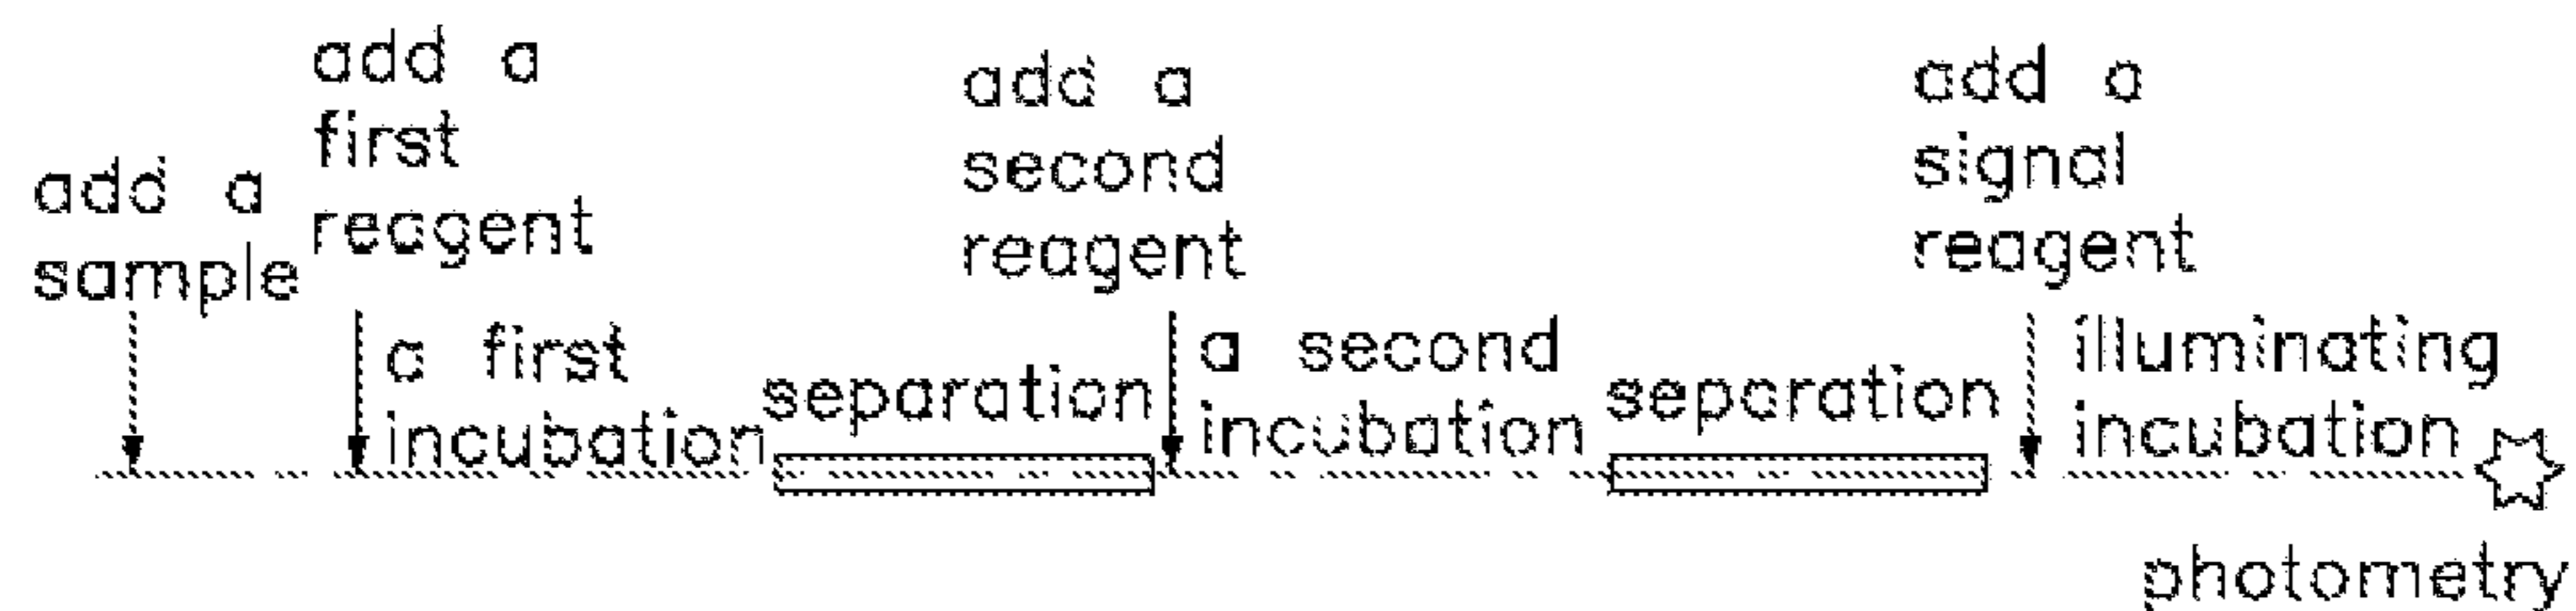 add a
sample
add a
first
reagent
a first
incubation
separation
add a
second
reagent
a second
incubation
separation
add a
signal
reagent
illuminating
incubation
photometry